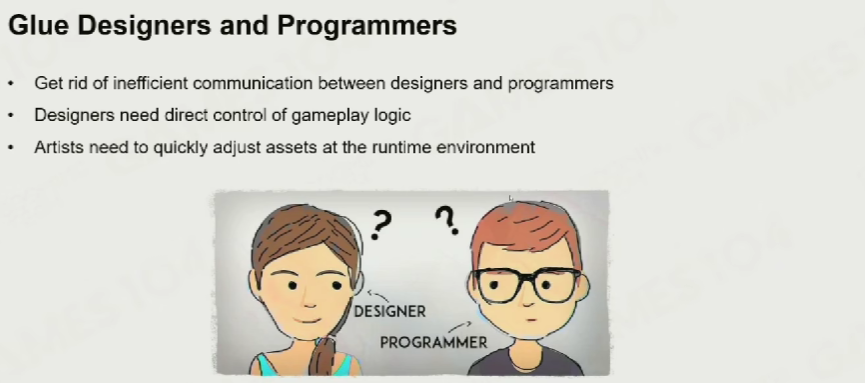 Glue Designers and Programmers
• Get rid of inefficient communication between designers and programmers
• Designers need direct control of gameplay logic
• Artists need to quickly adjust assets at the runtime environment
? ?
DESIGNER
PROGRAMMER